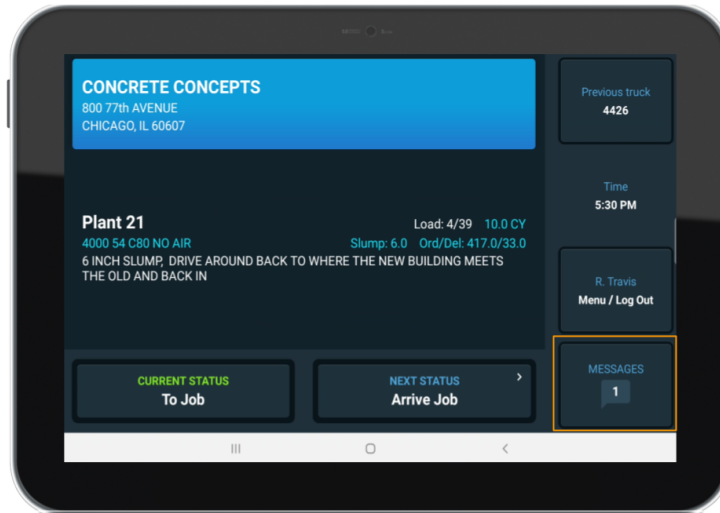 CONCRETE CONCEPTS
800 77th AVENUE
CHICAGO, IL 60607
Previous truck
4426
Time
5:30 PM
Plant 21
Load: 4/39 10.0 CY
4000 54 C80 NO AIR
Slump: 6.0 Ord/Del: 417.0/33.0
6 INCH SLUMP, DRIVE AROUND BACK TO WHERE THE NEW BUILDING MEETS
THE OLD AND BACK IN
R. Travis
Menu / Log Out
CURRENT STATUS
To Job
NEXT STATUS
Arrive Job
MESSAGES
1